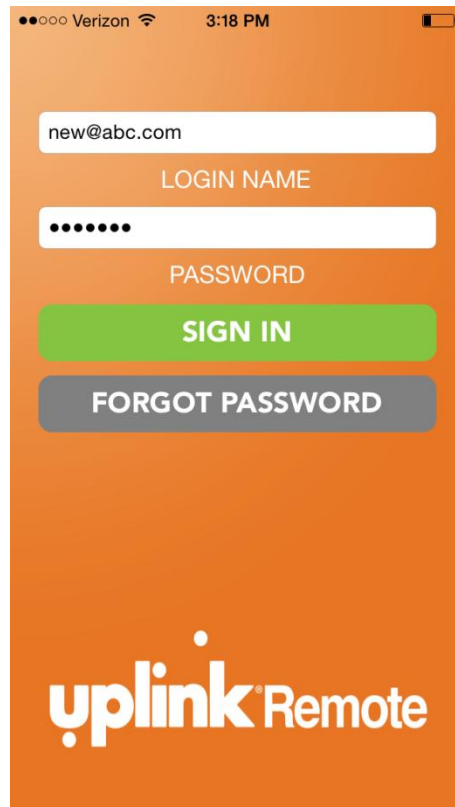 Verizon 3:18 PM
new@abc.com
LOGIN NAME
•••••••
PASSWORD
SIGN IN
FORGOT PASSWORD
uplink® Remote